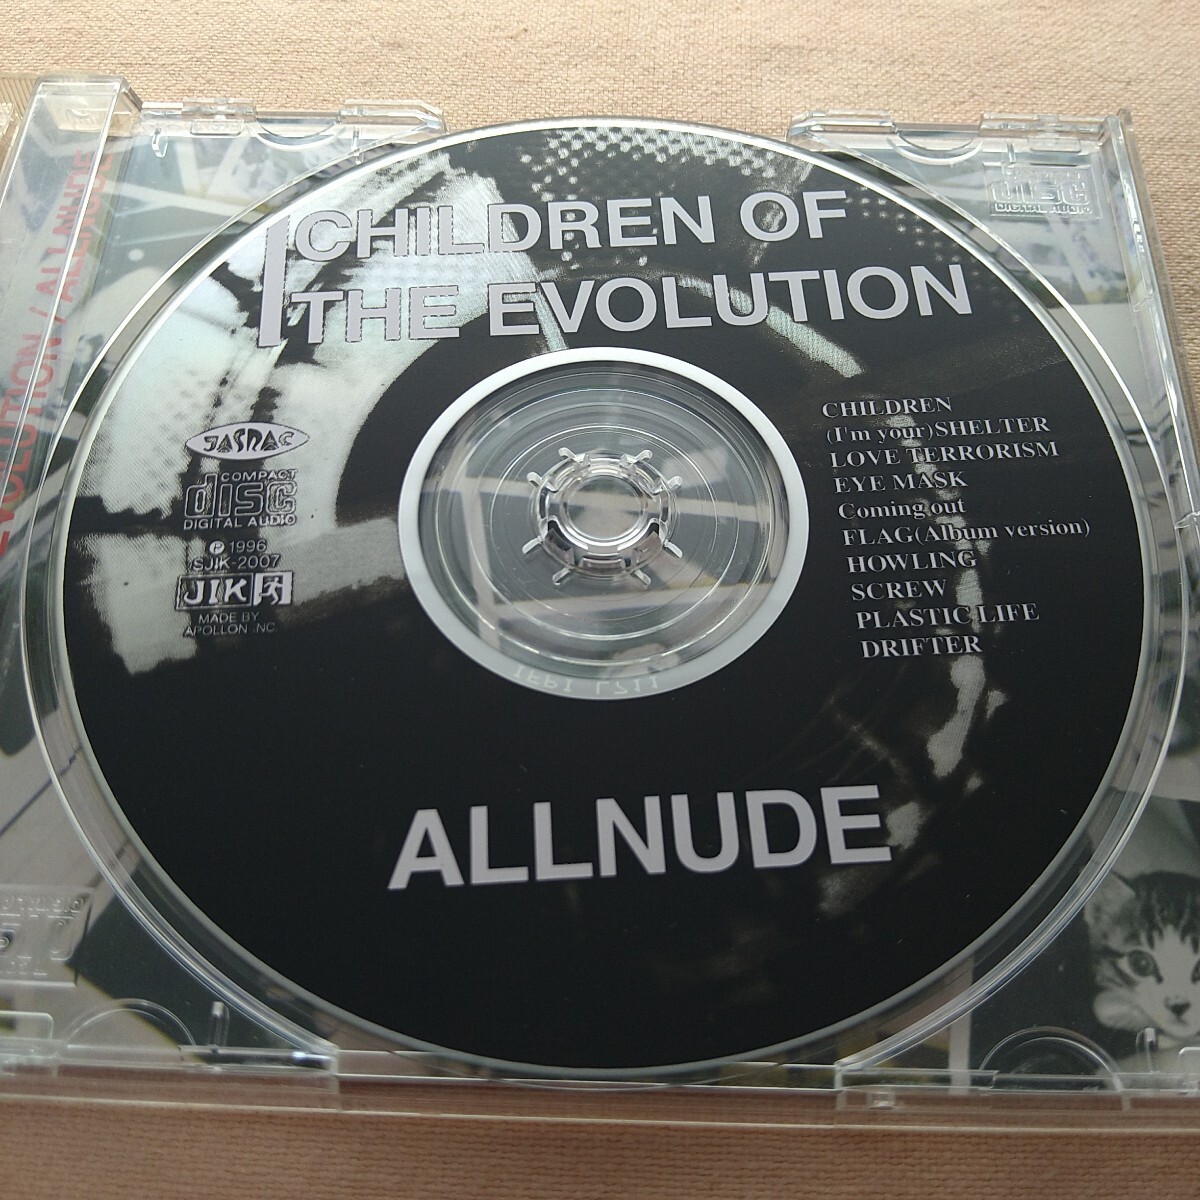 CHILDREN OF
THE EVOLUTION
JASRAC
COMPACT
disc
DIGITAL AUDIO
℗ 1996
SJIK-2007
JIK
MADE BY
APOLLON INC.
CHILDREN
(I'm your)SHELTER
LOVE TERRORISM
EYE MASK
Coming out
FLAG(Album version)
HOWLING
SCREW
PLASTIC LIFE
DRIFTER
ALLNUDE
IFPI L711
EVOLUTION / ALLNUDE
disc
DIGITAL AUDIO